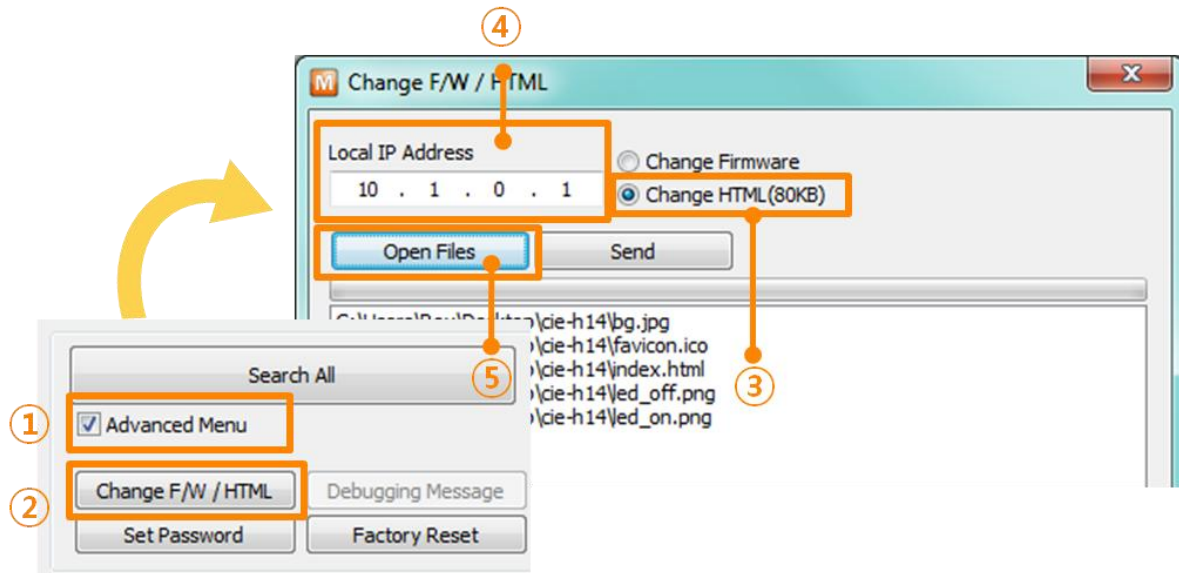 ④
M Change F/W / HTML
Local IP Address
10 . 1 . 0 . 1
Change Firmware
Change HTML(80KB)
Open Files
Send
\cie-h14\bg.jpg
\cie-h14\favicon.ico
\cie-h14\index.html
\cie-h14\led_off.png
\cie-h14\led_on.png
⑤
③
Search All
① Advanced Menu
② Change F/W / HTML
Debugging Message
Set Password
Factory Reset